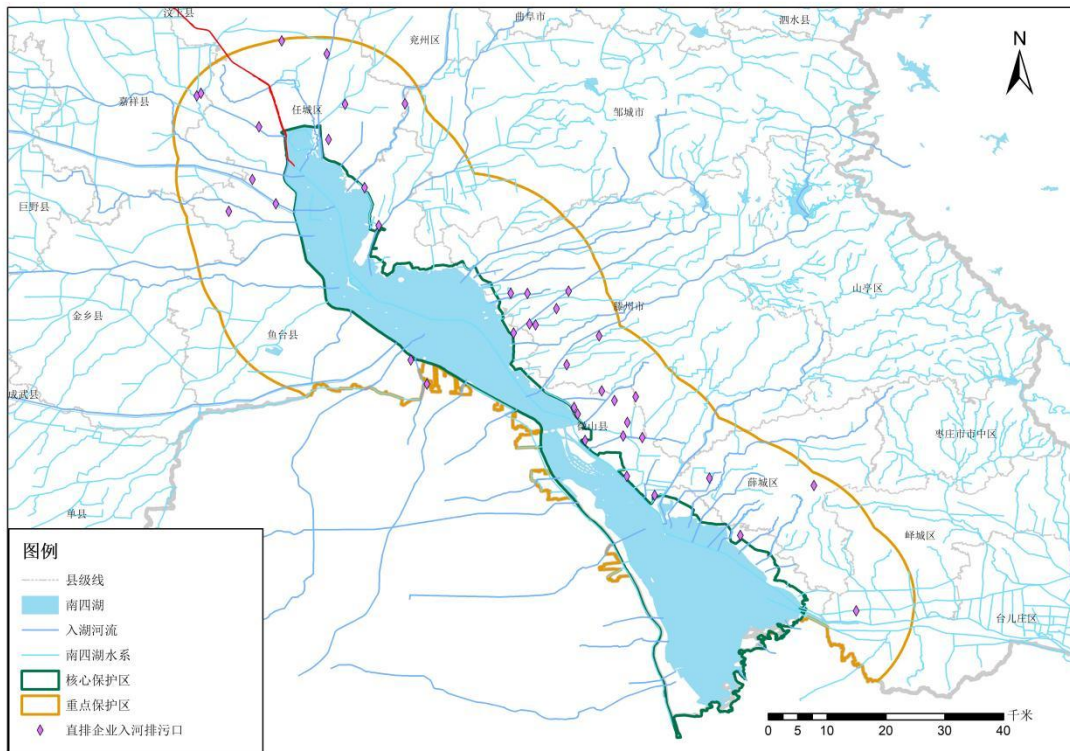 汶上县
曲阜市
泗水县
兖州区
N
嘉祥县
任城区
邹城市
巨野县
山亭区
滕州市
金乡县
鱼台县
成武县
微山县
枣庄市市中区
薛城区
单县
峄城区
台儿庄区
图例
县级线
南四湖
入湖河流
南四湖水系
核心保护区
重点保护区
直排企业入河排污口
千米
0 5 10 20 30 40